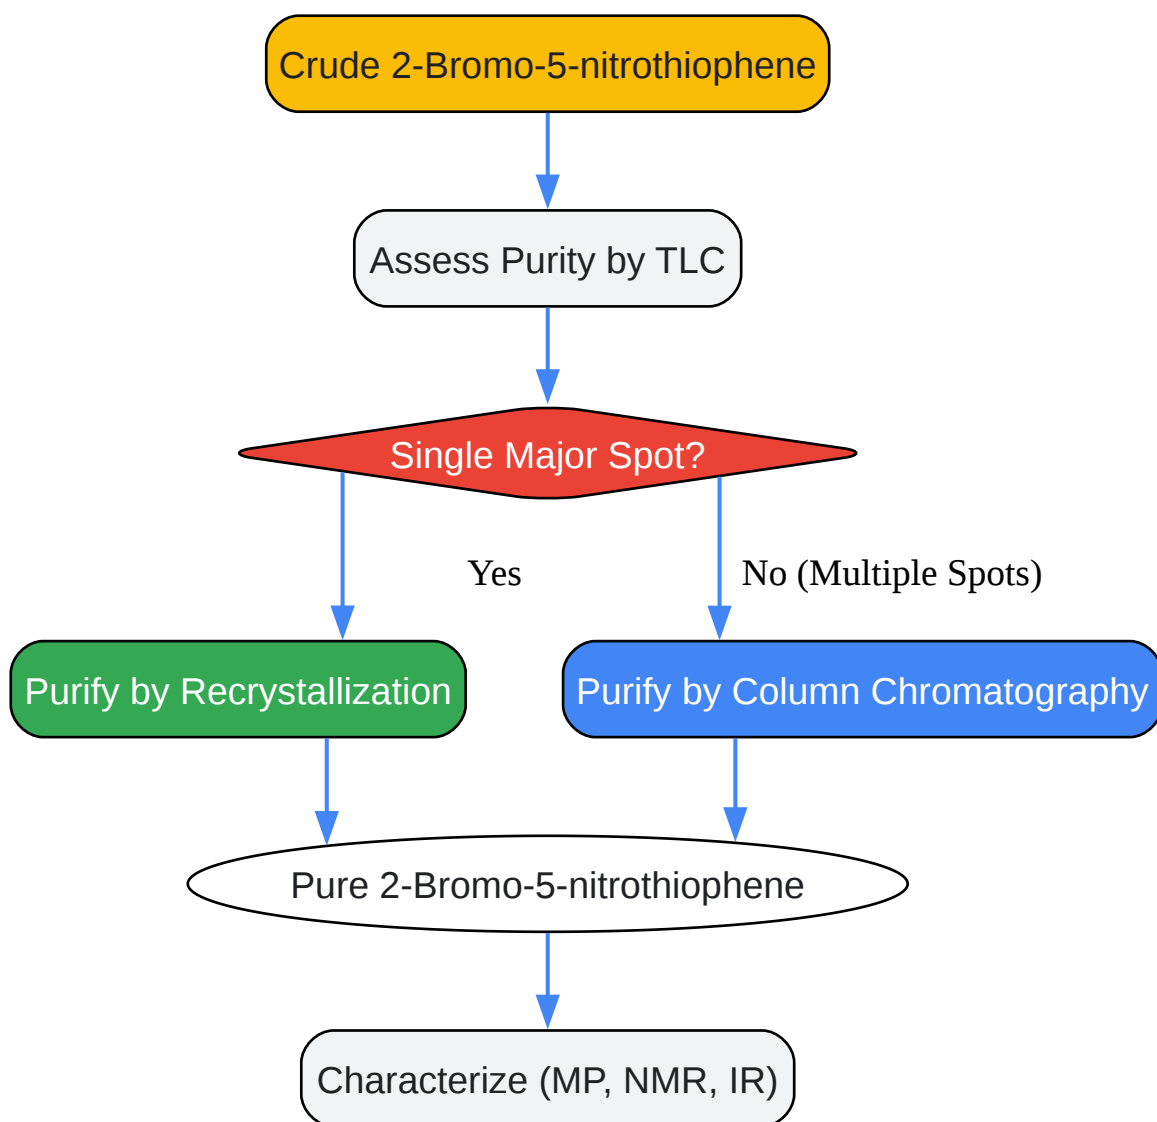 Crude 2-Bromo-5-nitrothiophene
Assess Purity by TLC
Single Major Spot?
Yes
No (Multiple Spots)
Purify by Recrystallization
Purify by Column Chromatography
Pure 2-Bromo-5-nitrothiophene
Characterize (MP, NMR, IR)